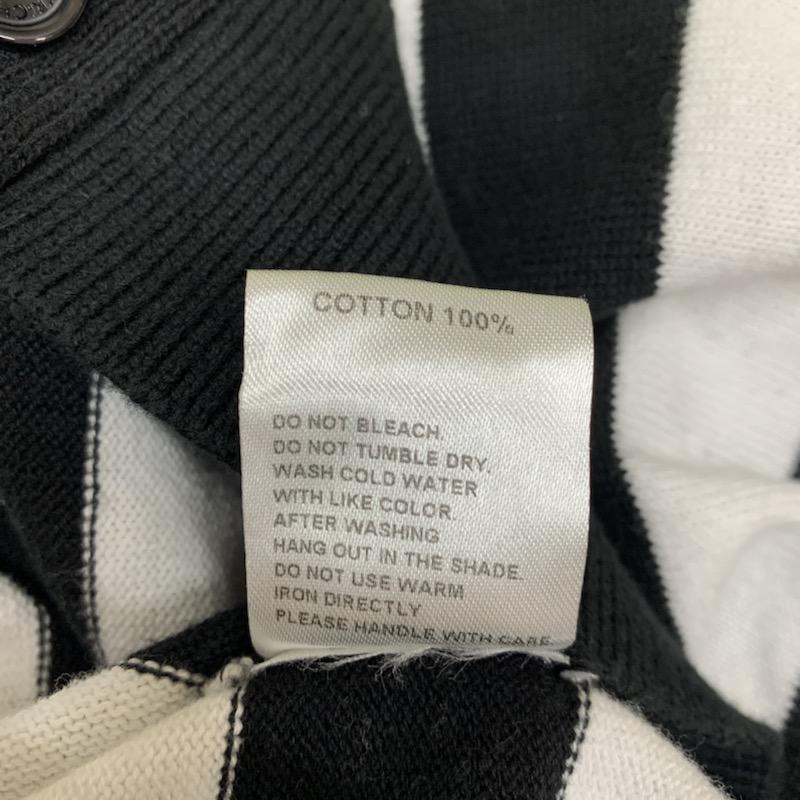 COTTON 100%
DO NOT BLEACH.
DO NOT TUMBLE DRY.
WASH COLD WATER
WITH LIKE COLOR.
AFTER WASHING
HANG OUT IN THE SHADE.
DO NOT USE WARM
IRON DIRECTLY
PLEASE HANDLE WITH CARE